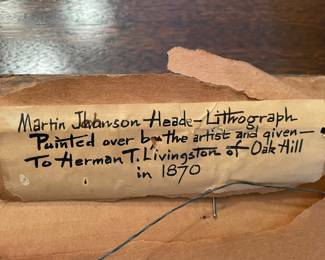 Martin Johnson Heade - Lithograph
Painted over by the artist and given -
To Herman T. Livingston of Oak Hill
in 1870